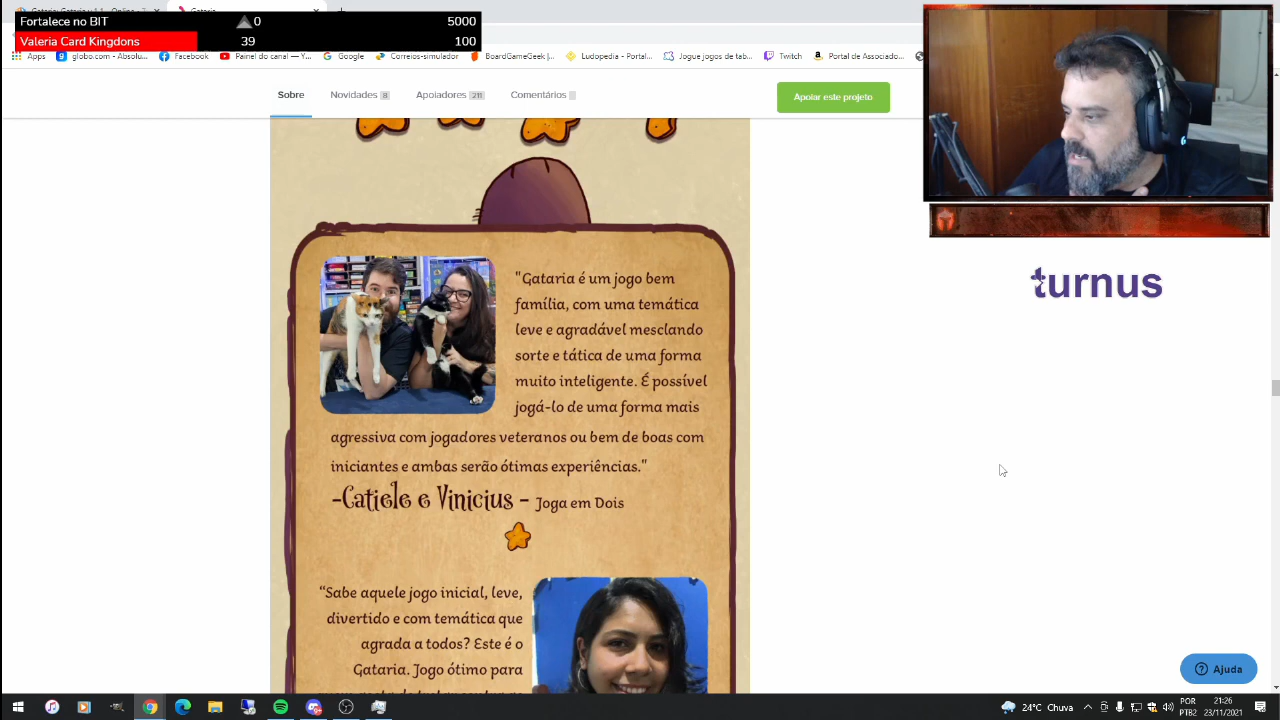 Fortalece no BIT 0 5000
Valeria Card Kingdons 39 100
Apps globo.com - Absolu... Facebook Painel do canal — Y... Google Correios-simulador BoardGameGeek |... Ludopedia - Portal... Jogue jogos de tab... Twitch Portal de Associado...
Sobre Novidades 8 Apoiadores 211 Comentários Apoiar este projeto
turnus
"Gataria é um jogo bem
família, com uma temática
leve e agradável mesclando
sorte e tática de uma forma
muito inteligente. É possível
jogá-lo de uma forma mais
agressiva com jogadores veteranos ou bem de boas com
iniciantes e ambas serão ótimas experiências."
-Catiele e Vinicius - Joga em Dois
“Sabe aquele jogo inicial, leve,
divertido e com temática que
agrada a todos? Este é o
Gataria. Jogo ótimo para
Ajuda
24°C Chuva POR 21:26
PTB2 23/11/2021